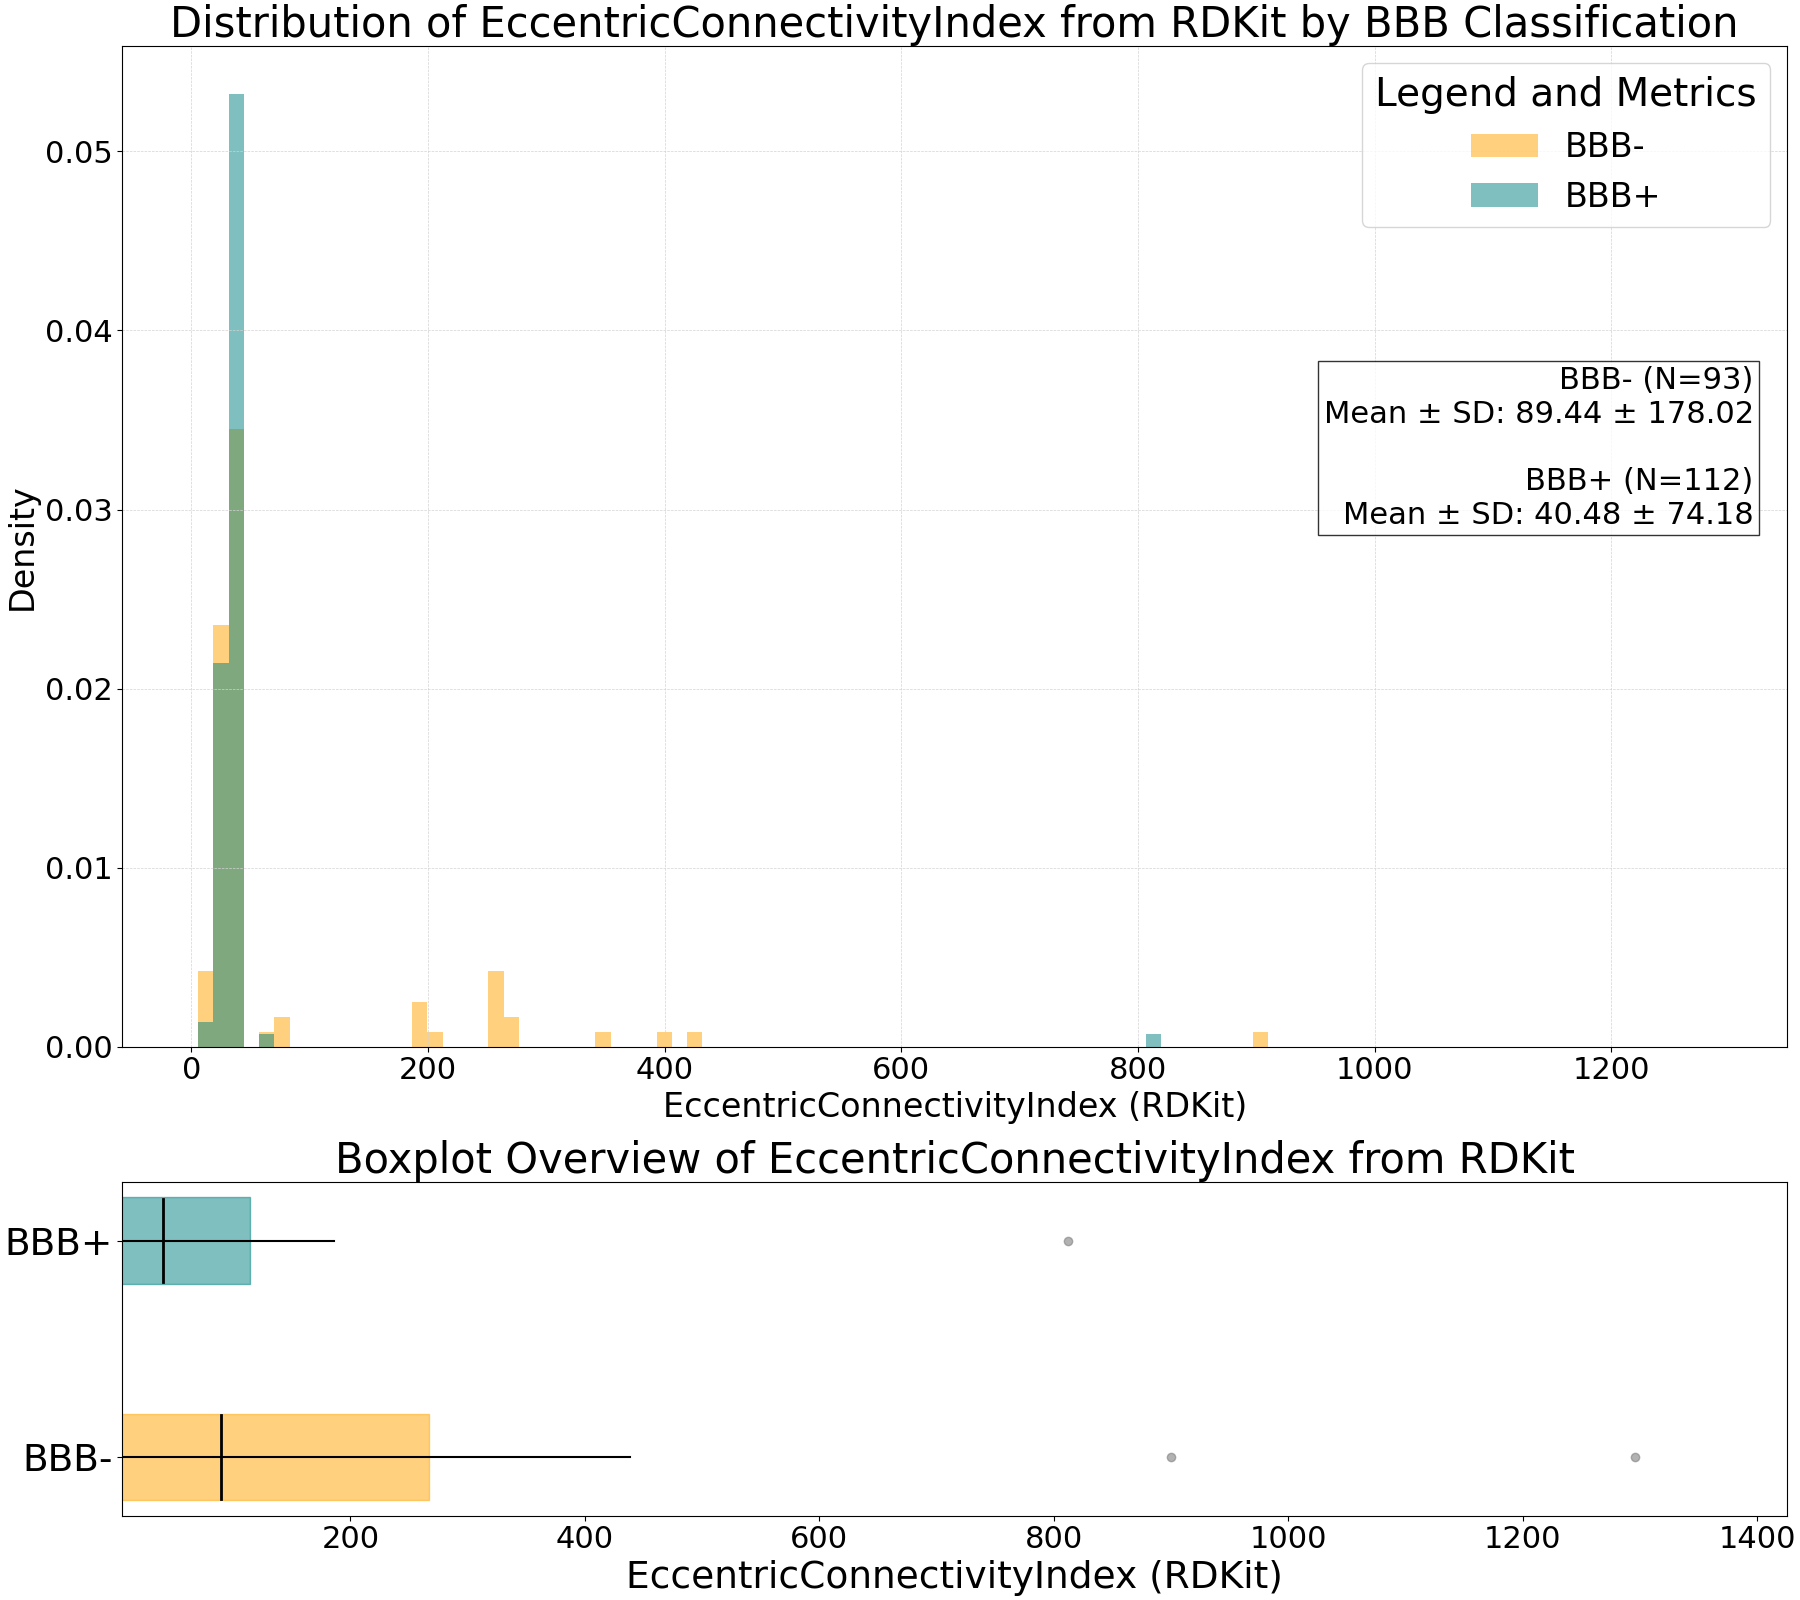 Distribution of EccentricConnectivityIndex from RDKit by BBB Classification
Legend and Metrics
BBB-
BBB+
BBB- (N=93)
Mean ± SD: 89.44 ± 178.02
BBB+ (N=112)
Mean ± SD: 40.48 ± 74.18
Density
0.05
0.04
0.03
0.02
0.01
0.00
0 200 400 600 800 1000 1200
EccentricConnectivityIndex (RDKit)
Boxplot Overview of EccentricConnectivityIndex from RDKit
BBB+
BBB-
200 400 600 800 1000 1200 1400
EccentricConnectivityIndex (RDKit)